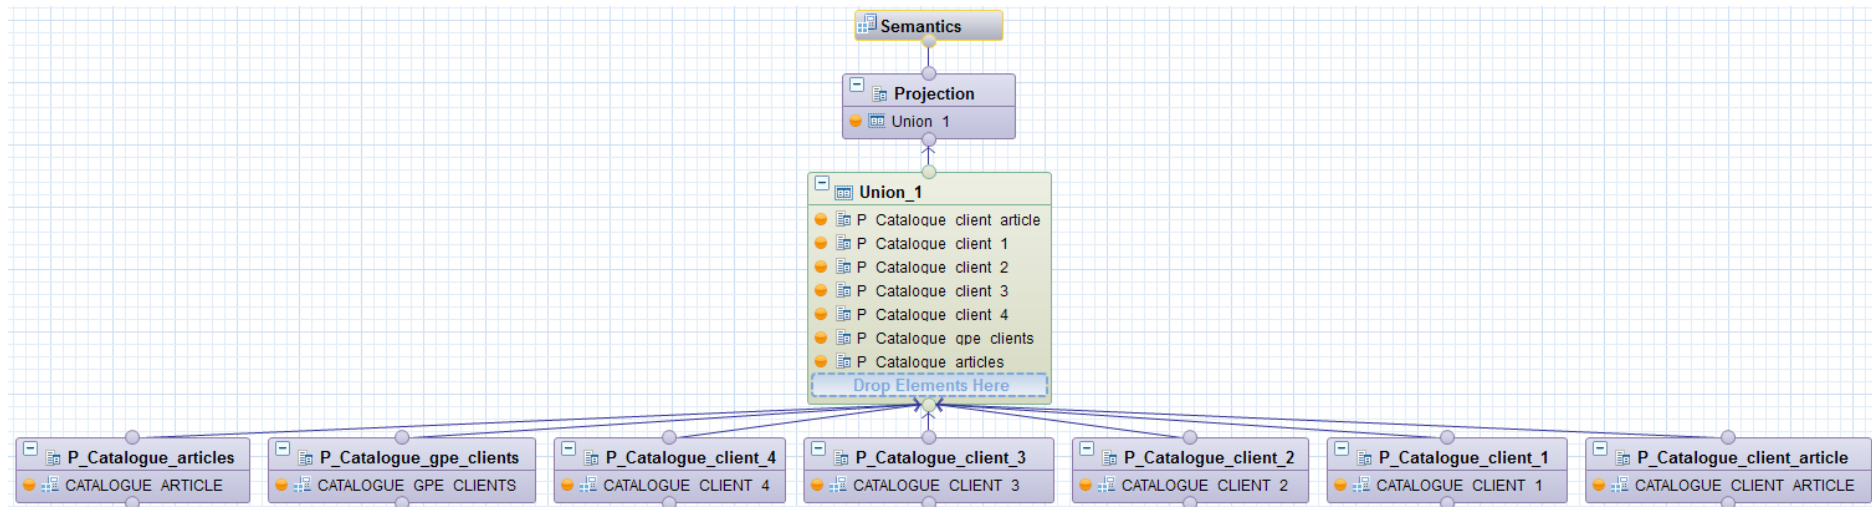 Semantics
Projection
Union_1
Union_1
P_Catalogue_client_article
P_Catalogue_client_1
P_Catalogue_client_2
P_Catalogue_client_3
P_Catalogue_client_4
P_Catalogue_gpe_clients
P_Catalogue_articles
Drop Elements Here
P_Catalogue_articles
CATALOGUE_ARTICLE
P_Catalogue_gpe_clients
CATALOGUE_GPE_CLIENTS
P_Catalogue_client_4
CATALOGUE_CLIENT_4
P_Catalogue_client_3
CATALOGUE_CLIENT_3
P_Catalogue_client_2
CATALOGUE_CLIENT_2
P_Catalogue_client_1
CATALOGUE_CLIENT_1
P_Catalogue_client_article
CATALOGUE_CLIENT_ARTICLE